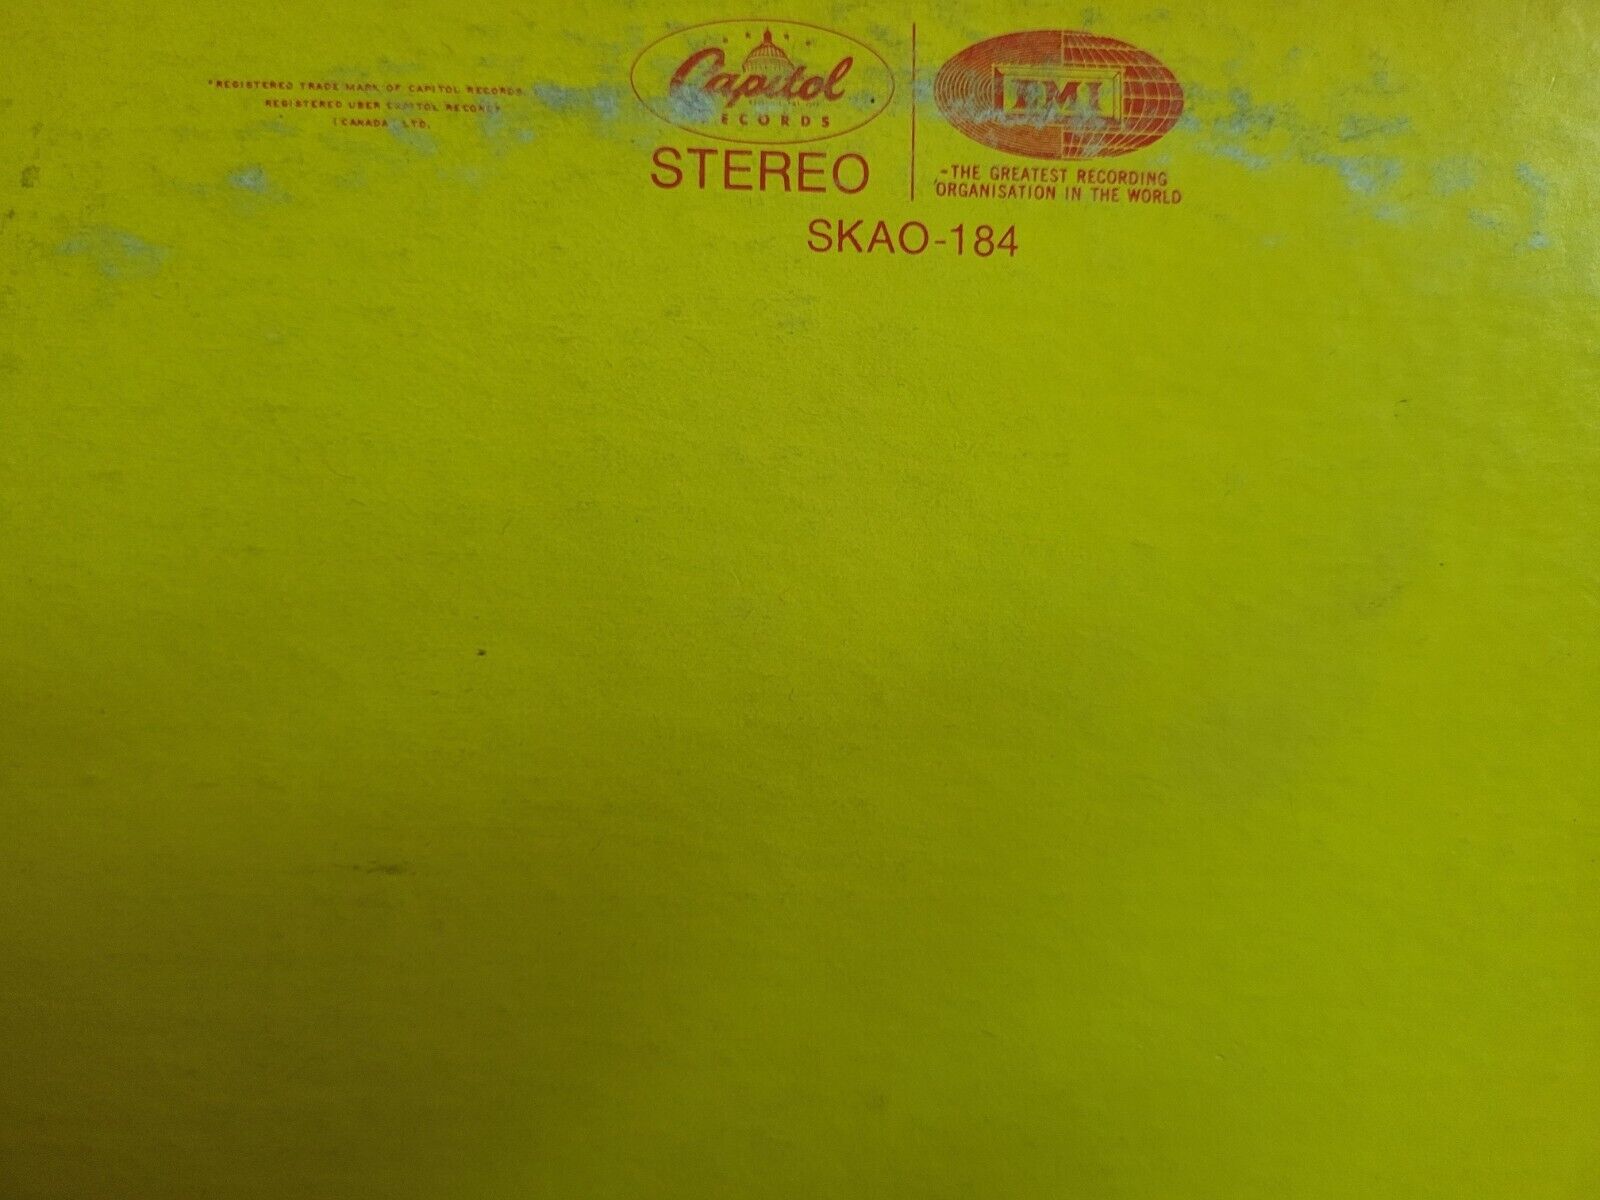 "REGISTERED TRADE MARK OF CAPITOL RECORDS
REGISTERED USER CAPITOL RECORDS
(CANADA) LTD.
Capitol
RECORDS
STEREO
EMI
-THE GREATEST RECORDING
ORGANISATION IN THE WORLD
SKAO-184